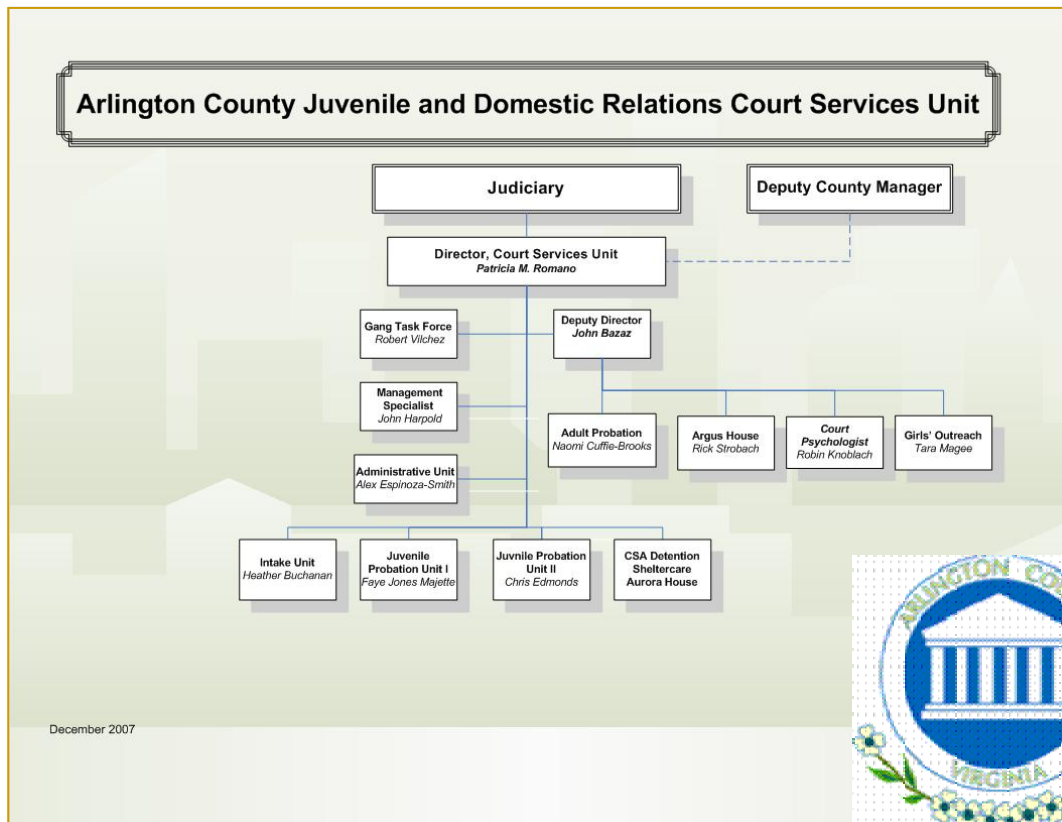 Arlington County Juvenile and Domestic Relations Court Services Unit
Judiciary
Deputy County Manager
Director, Court Services Unit
Patricia M. Romano
Gang Task Force
Robert Vilchez
Deputy Director
John Bazaz
Management
Specialist
John Harpold
Adult Probation
Naomi Cuffie-Brooks
Argus House
Rick Strobach
Court
Psychologist
Robin Knoblach
Girls' Outreach
Tara Magee
Administrative Unit
Alex Espinoza-Smith
Intake Unit
Heather Buchanan
Juvenile
Probation Unit I
Faye Jones Majette
Juvnile Probation
Unit II
Chris Edmonds
CSA Detention
Sheltercare
Aurora House
ARLINGTON CO
VIRGINIA
December 2007